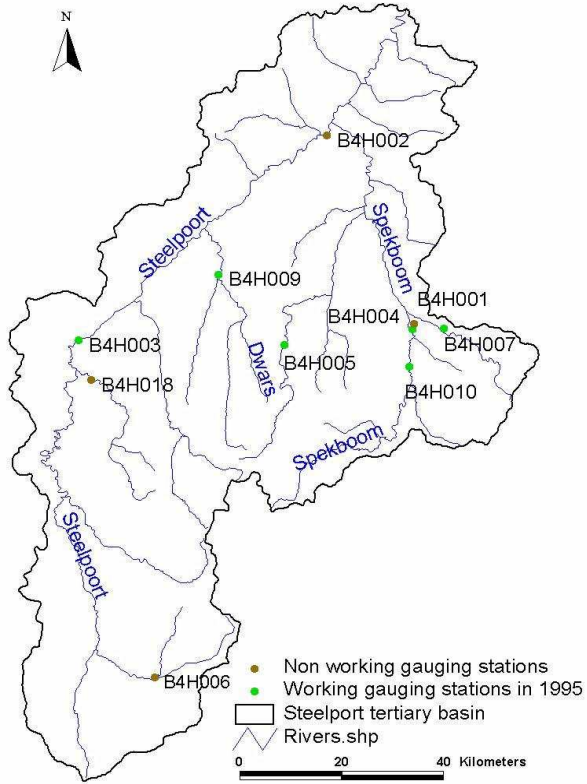 N
B4H002
Steelpoort
Spekboom
B4H009
B4H001
B4H004
B4H003
B4H007
B4H005
Dwars
B4H018
B4H010
Spekboom
Steelpoort
B4H006
Non working gauging stations
Working gauging stations in 1995
Steelport tertiary basin
Rivers.shp
0 20 40 Kilometers